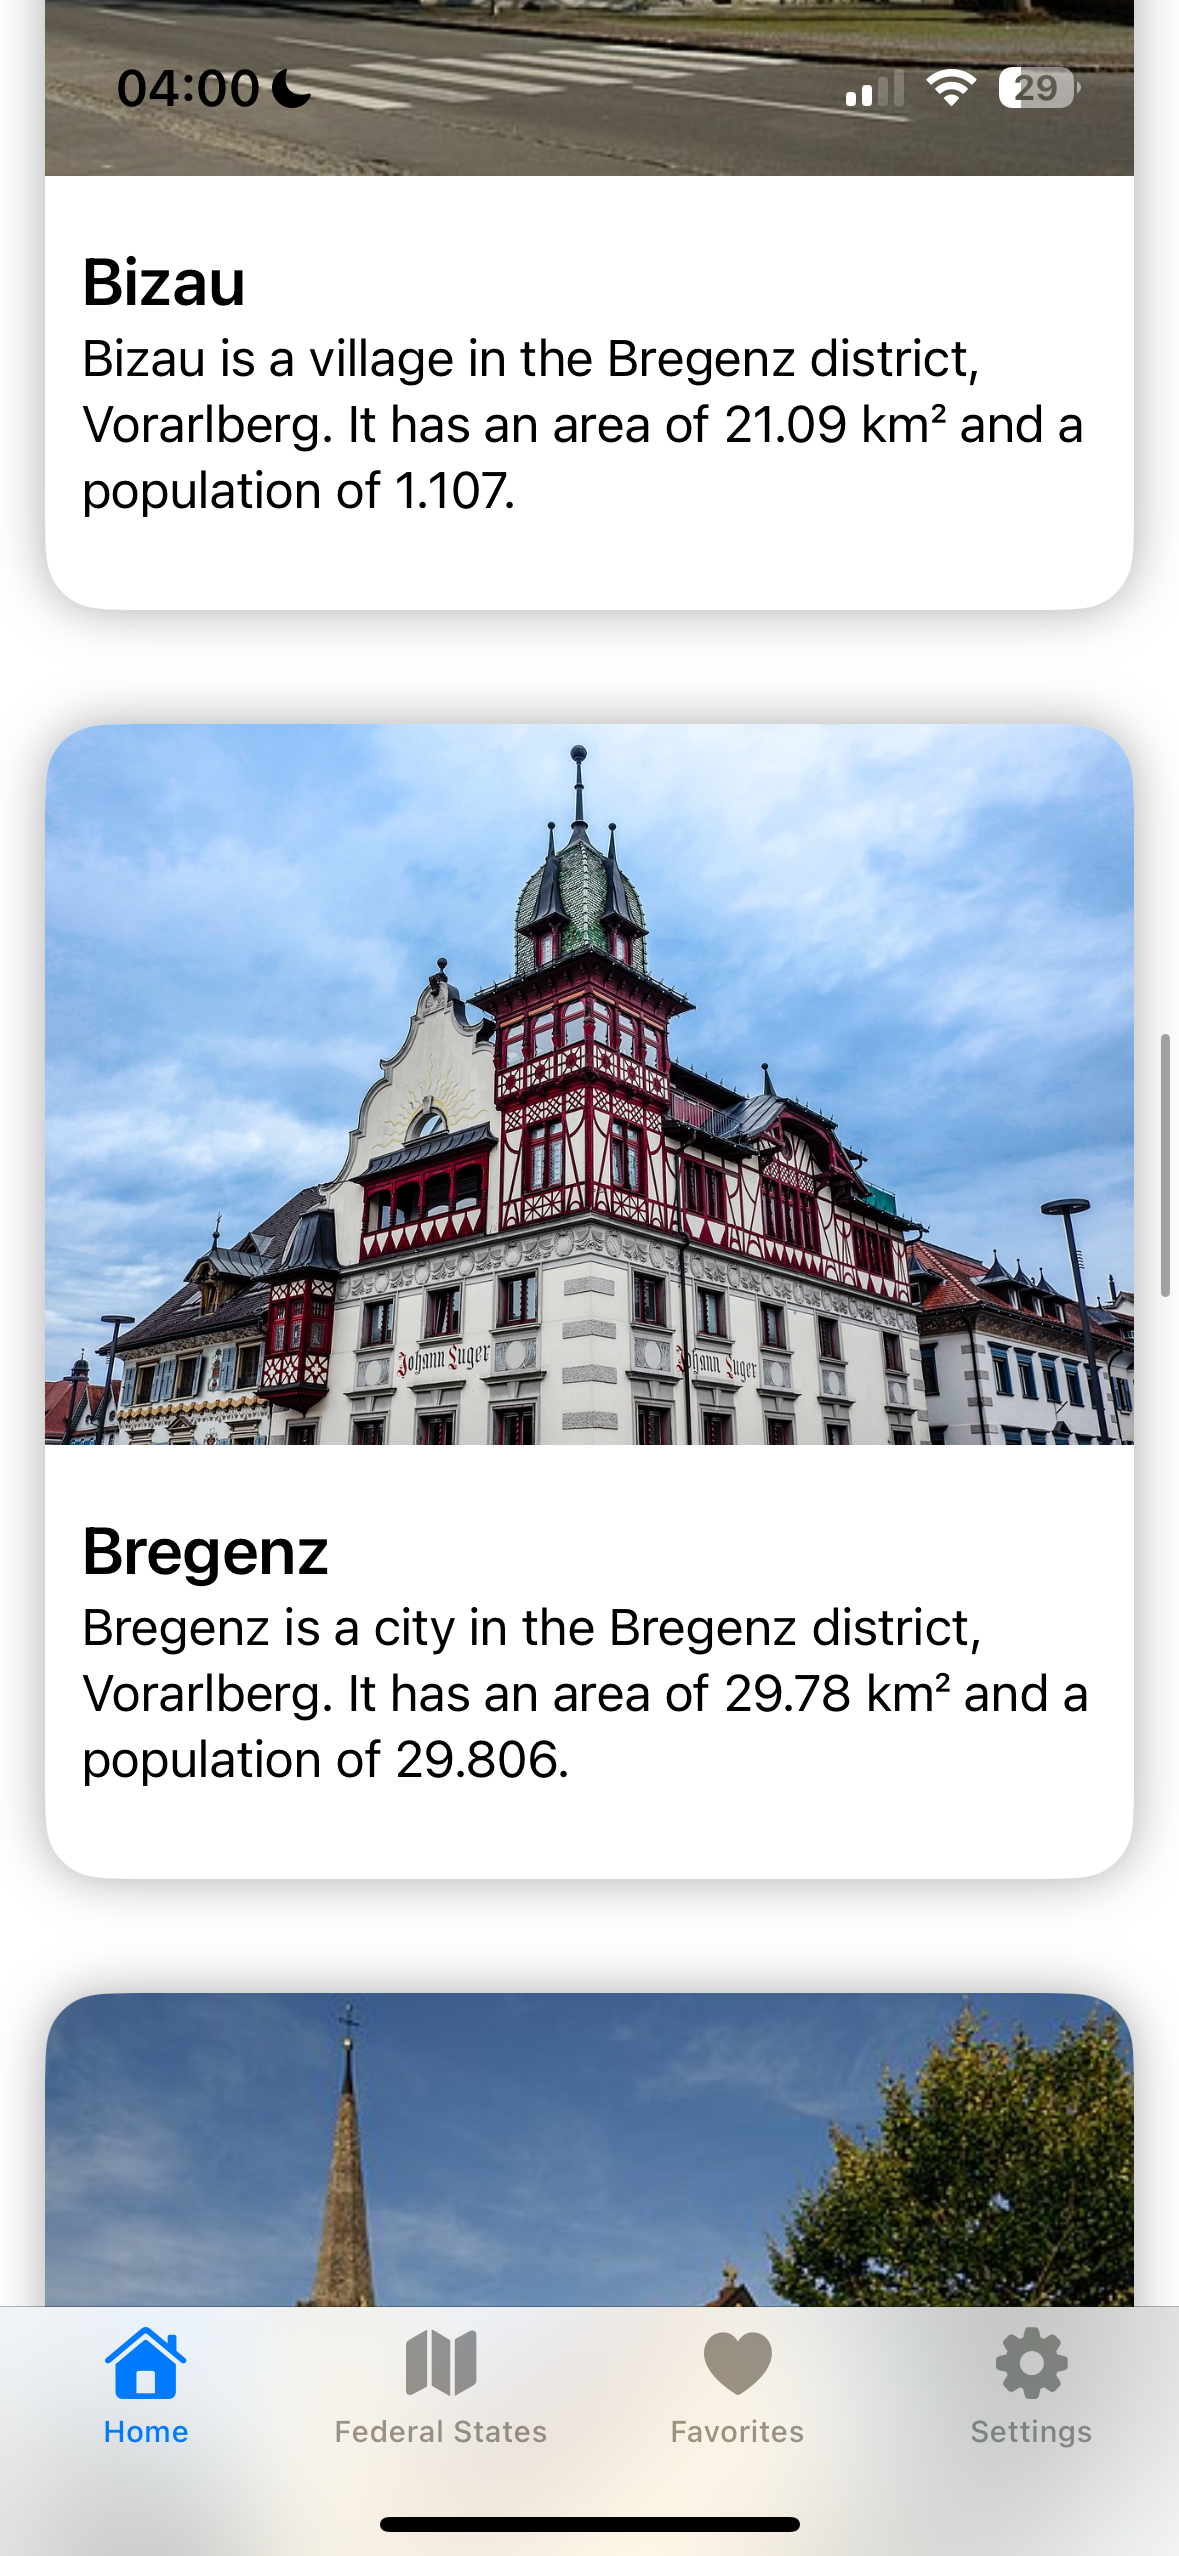 04:00
29
Bizau
Bizau is a village in the Bregenz district,
Vorarlberg. It has an area of 21.09 km² and a
population of 1.107.
Johann Suger Johann Suger
Bregenz
Bregenz is a city in the Bregenz district,
Vorarlberg. It has an area of 29.78 km² and a
population of 29.806.
Home Federal States Favorites Settings